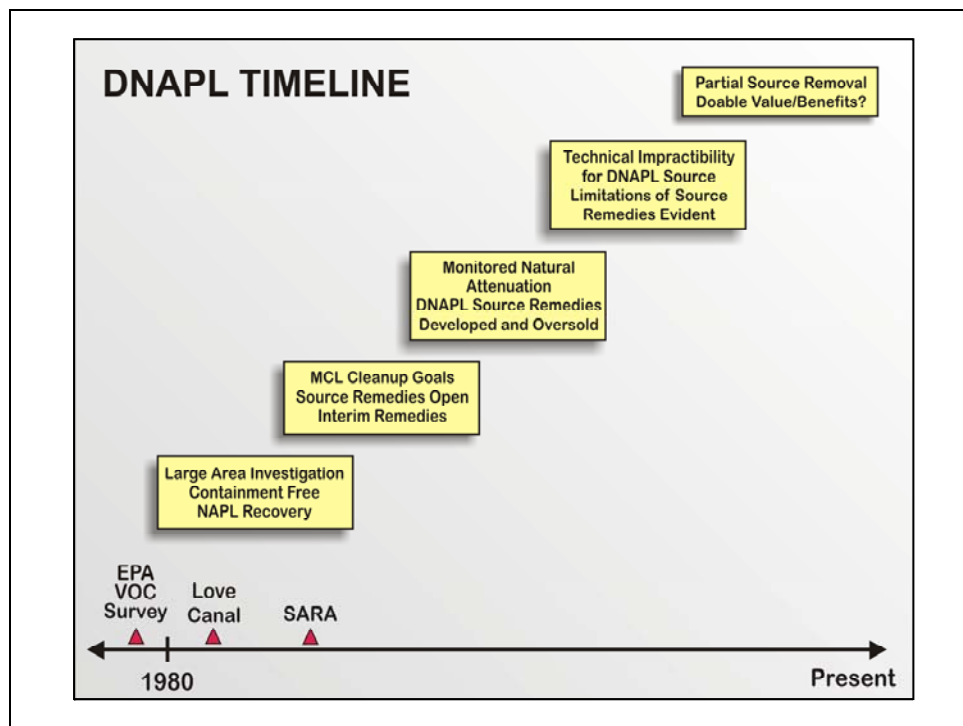 DNAPL TIMELINE
Partial Source Removal
Doable Value/Benefits?
Technical Impractibility
for DNAPL Source
Limitations of Source
Remedies Evident
Monitored Natural
Attenuation
DNAPL Source Remedies
Developed and Oversold
MCL Cleanup Goals
Source Remedies Open
Interim Remedies
Large Area Investigation
Containment Free
NAPL Recovery
EPA
VOC
Survey
Love
Canal
SARA
1980
Present